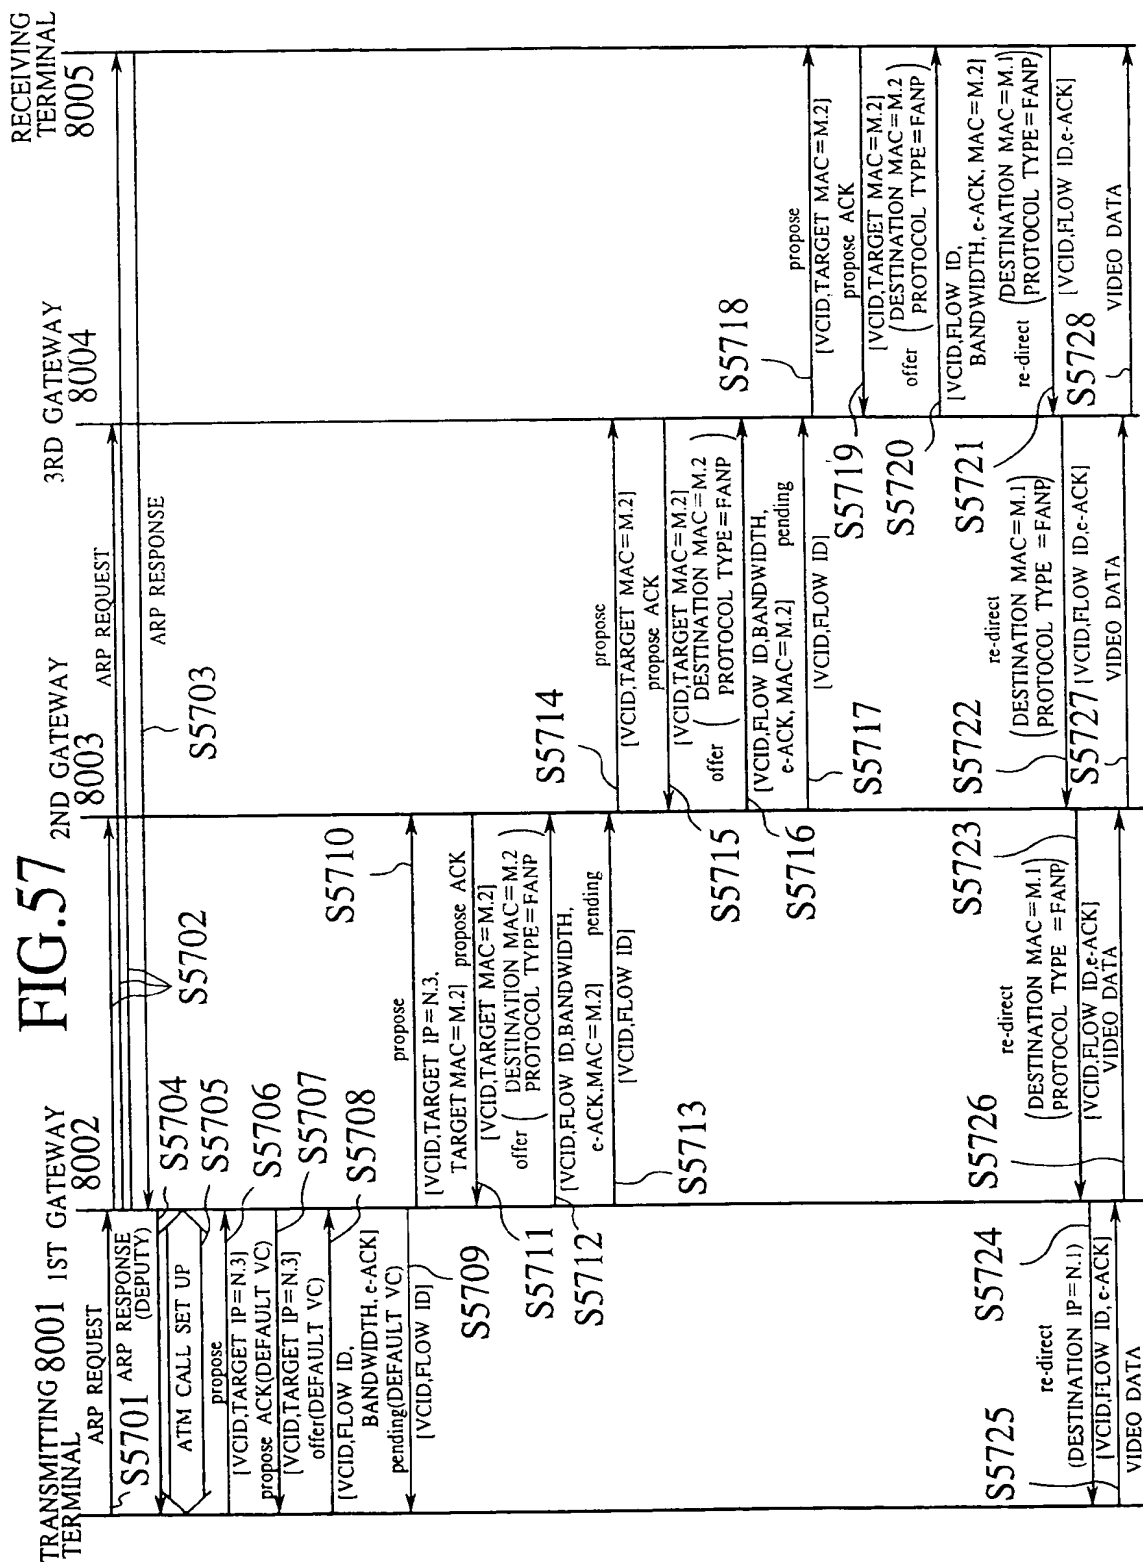 FIG.57
TRANSMITTING 8001
TERMINAL
1ST GATEWAY
8002
2ND GATEWAY
8003
3RD GATEWAY
8004
RECEIVING
TERMINAL
8005
ARP REQUEST
S5701
ARP RESPONSE
(DEPUTY)
ARP REQUEST
S5702
ARP RESPONSE
S5703
S5704
ATM CALL SET UP
S5705
propose
S5706
[VCID,TARGET IP=N.3]
propose ACK(DEFAULT VC)
S5707
[VCID,TARGET IP=N.3]
offer(DEFAULT VC)
S5708
[VCID,FLOW ID,
BANDWIDTH, e-ACK]
pending(DEFAULT VC)
[VCID,FLOW ID]
S5709
propose
S5710
[VCID,TARGET IP=N.3,
TARGET MAC=M.2]
propose ACK
S5711
[VCID,TARGET MAC=M.2]
offer
(DESTINATION MAC=M.2
PROTOCOL TYPE=FANP)
S5712
[VCID,FLOW ID,BANDWIDTH,
e-ACK,MAC=M.2]
pending
[VCID,FLOW ID]
S5713
propose
S5714
[VCID,TARGET MAC=M.2]
propose ACK
S5715
[VCID,TARGET MAC=M.2]
offer
(DESTINATION MAC=M.2
PROTOCOL TYPE=FANP)
S5716
[VCID,FLOW ID,BANDWIDTH,
e-ACK, MAC=M.2]
pending
[VCID,FLOW ID]
S5717
propose
S5718
[VCID,TARGET MAC=M.2]
propose ACK
S5719
[VCID,TARGET MAC=M.2]
offer
(DESTINATION MAC=M.2
PROTOCOL TYPE=FANP)
S5720
[VCID,FLOW ID,
BANDWIDTH, e-ACK, MAC=M.2]
re-direct
(DESTINATION MAC=M.1
PROTOCOL TYPE=FANP)
S5721
[VCID,FLOW ID,e-ACK]
re-direct
(DESTINATION MAC=M.1
PROTOCOL TYPE =FANP)
S5722
[VCID,FLOW ID,e-ACK]
re-direct
(DESTINATION MAC=M.1
PROTOCOL TYPE =FANP)
S5723
[VCID,FLOW ID,e-ACK]
re-direct
(DESTINATION IP=N.1)
S5724
[VCID,FLOW ID, e-ACK]
S5725
VIDEO DATA
S5726
VIDEO DATA
S5727
VIDEO DATA
S5728
VIDEO DATA